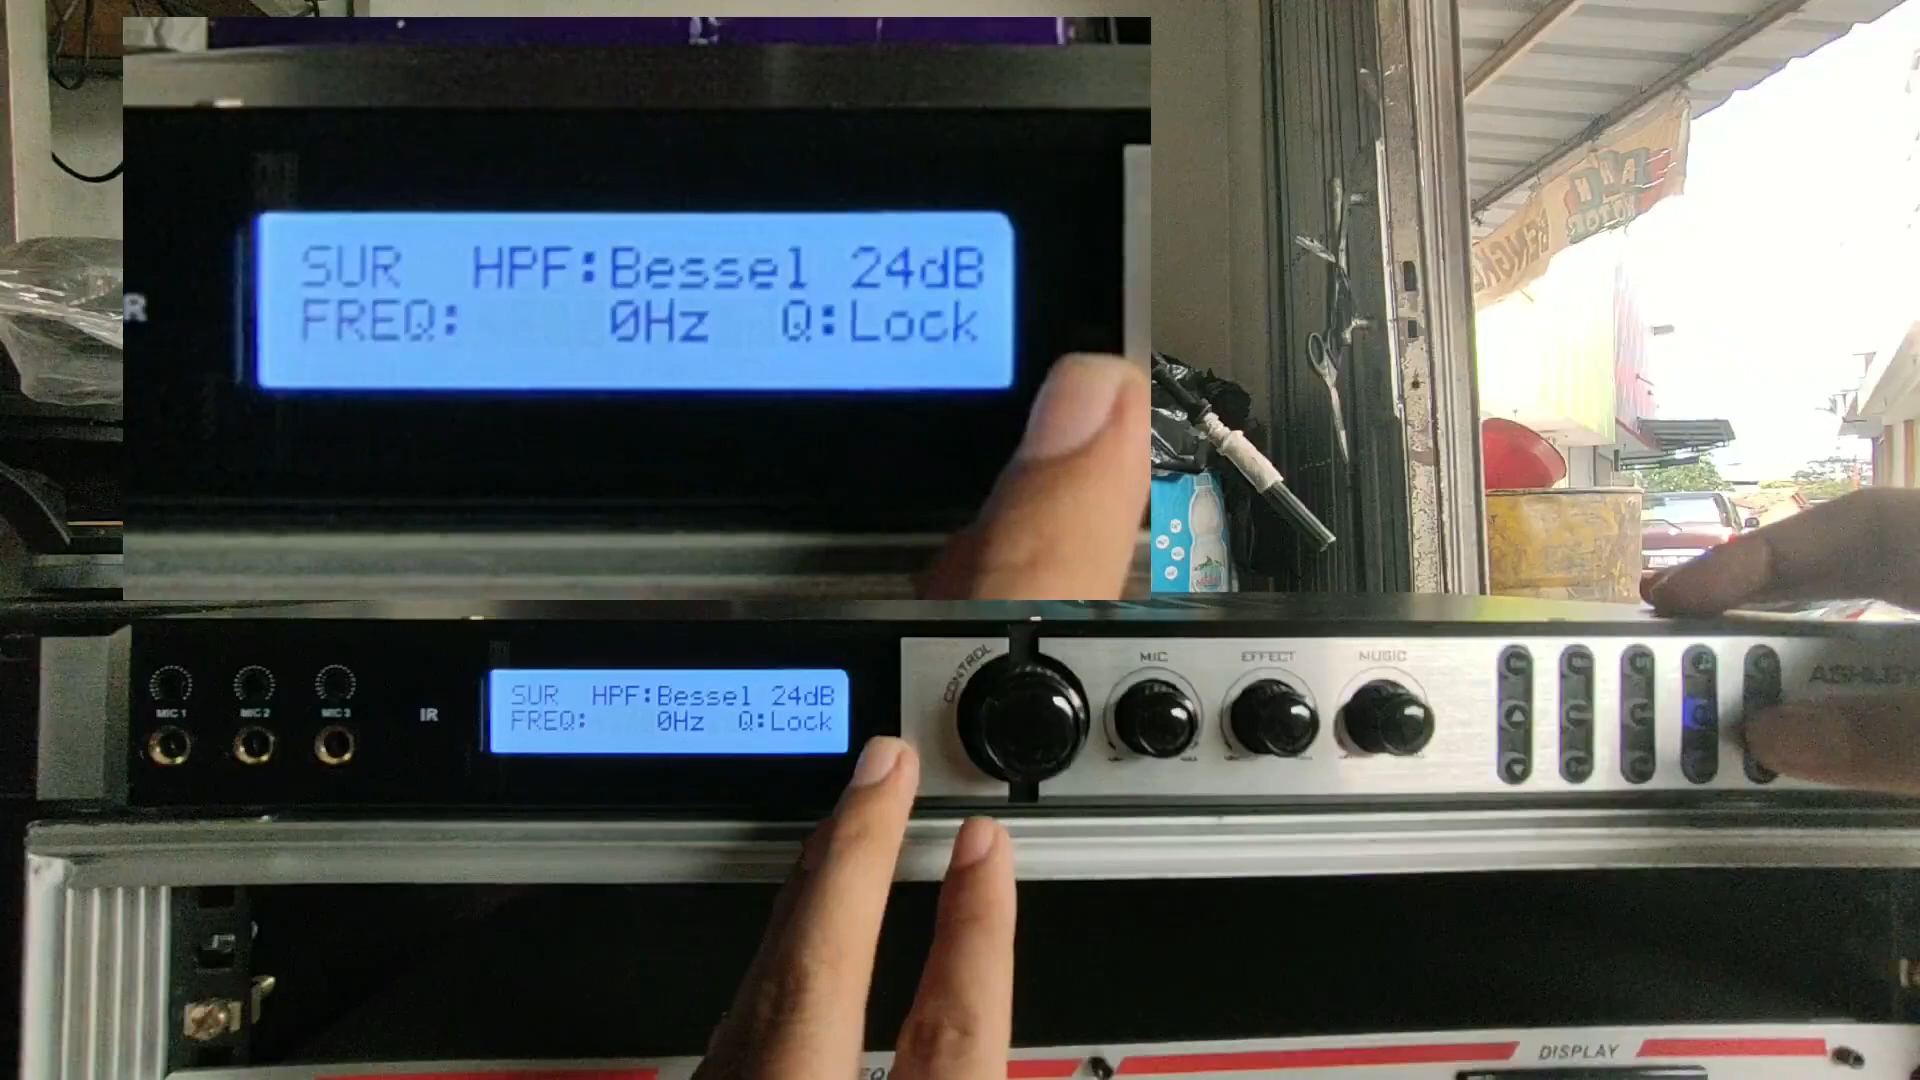 SUR HPF:Bessel 24dB
FREQ: 0Hz Q:Lock
R
CONTROL
MIC
EFFECT
MUSIC
ASHLEY
MIC 1
MIC 2
MIC 3
IR
SUR HPF:Bessel 24dB
FREQ: 0Hz Q:Lock
DISPLAY